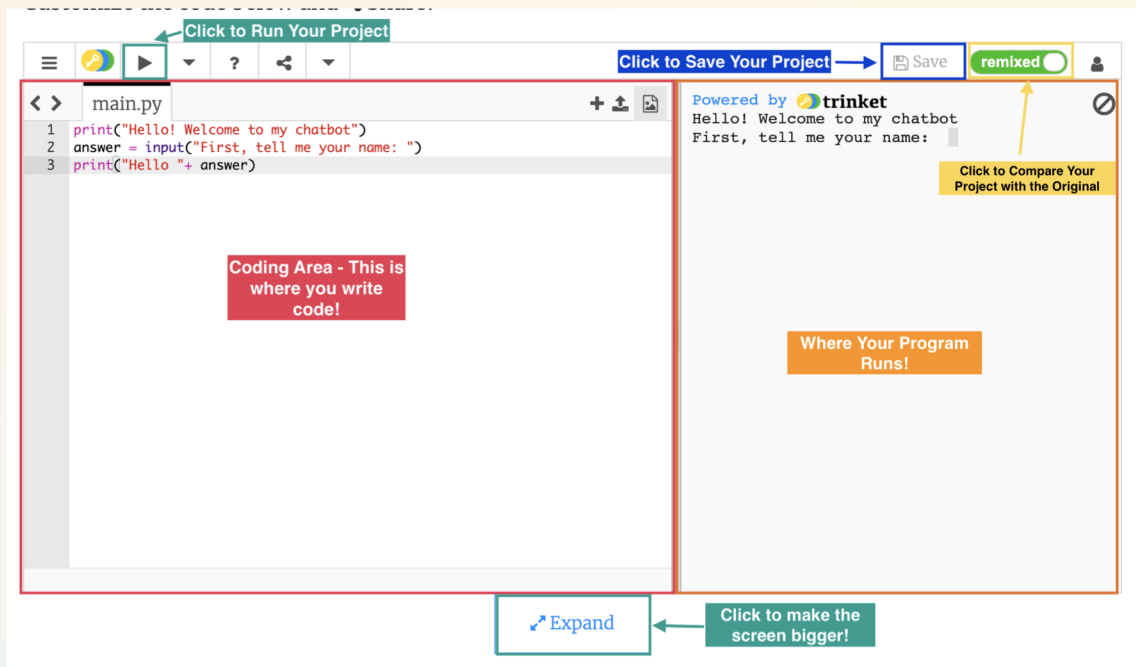 Click to Run Your Project
?
Click to Save Your Project
Save
remixed
main.py
1 print("Hello! Welcome to my chatbot")
2 answer = input("First, tell me your name: ")
3 print("Hello "+ answer)
Powered by trinket
Hello! Welcome to my chatbot
First, tell me your name:
Click to Compare Your
Project with the Original
Coding Area - This is
where you write
code!
Where Your Program
Runs!
Expand
Click to make the
screen bigger!